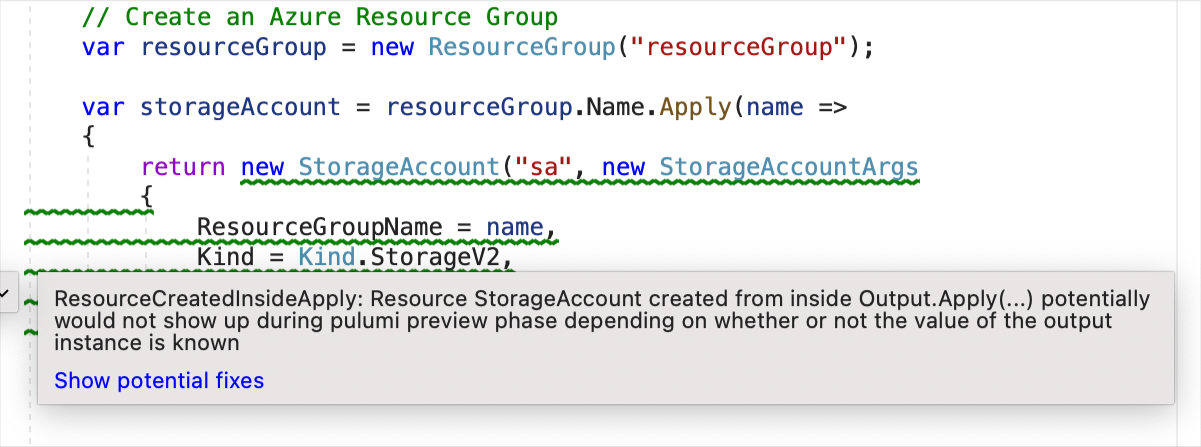 // Create an Azure Resource Group
var resourceGroup = new ResourceGroup("resourceGroup");
var storageAccount = resourceGroup.Name.Apply(name =>
{
return new StorageAccount("sa", new StorageAccountArgs
{
ResourceGroupName = name,
Kind = Kind.StorageV2,
ResourceCreatedInsideApply: Resource StorageAccount created from inside Output.Apply(...) potentially
would not show up during pulumi preview phase depending on whether or not the value of the output
instance is known
Show potential fixes